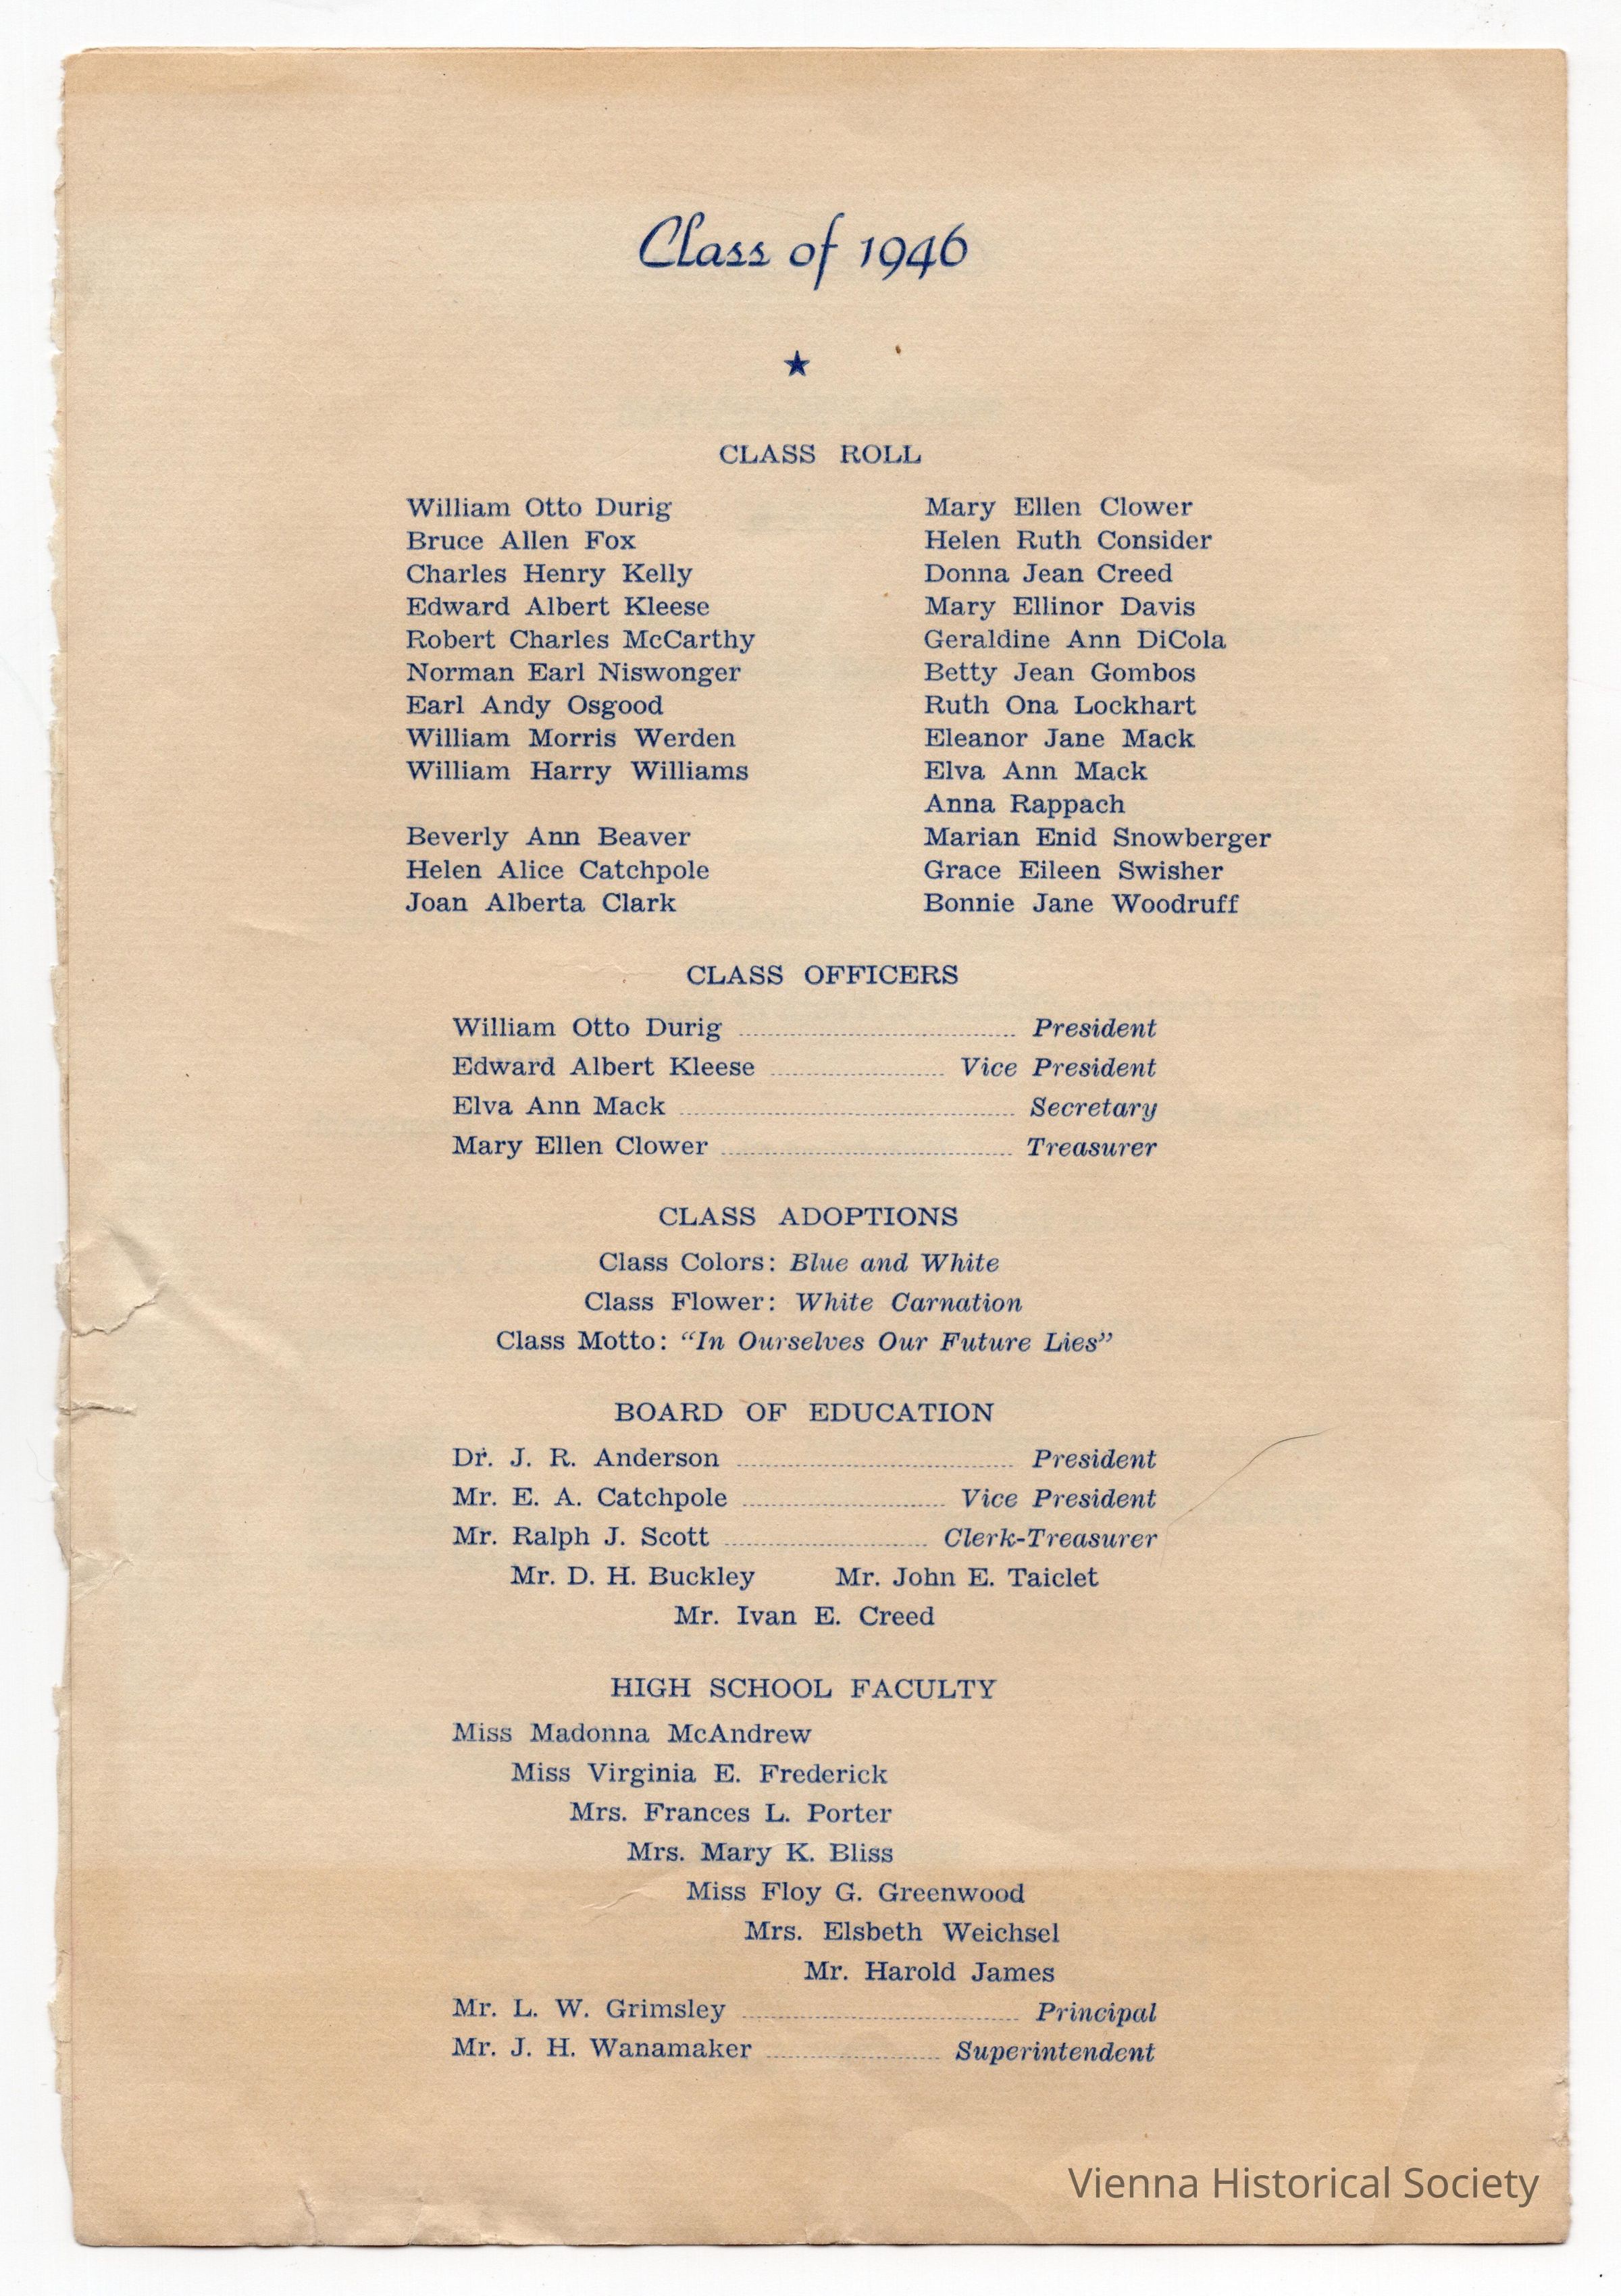 Class of 1946
★
CLASS ROLL
William Otto Durig
Bruce Allen Fox
Charles Henry Kelly
Edward Albert Kleese
Robert Charles McCarthy
Norman Earl Niswonger
Earl Andy Osgood
William Morris Werden
William Harry Williams
Beverly Ann Beaver
Helen Alice Catchpole
Joan Alberta Clark
Mary Ellen Clower
Helen Ruth Consider
Donna Jean Creed
Mary Ellinor Davis
Geraldine Ann DiCola
Betty Jean Gombos
Ruth Ona Lockhart
Eleanor Jane Mack
Elva Ann Mack
Anna Rappach
Marian Enid Snowberger
Grace Eileen Swisher
Bonnie Jane Woodruff
CLASS OFFICERS
William Otto Durig ........ President
Edward Albert Kleese ........ Vice President
Elva Ann Mack ........ Secretary
Mary Ellen Clower ........ Treasurer
CLASS ADOPTIONS
Class Colors: Blue and White
Class Flower: White Carnation
Class Motto: “In Ourselves Our Future Lies”
BOARD OF EDUCATION
Dr. J. R. Anderson ........ President
Mr. E. A. Catchpole ........ Vice President
Mr. Ralph J. Scott ........ Clerk-Treasurer
Mr. D. H. Buckley Mr. John E. Taiclet
Mr. Ivan E. Creed
HIGH SCHOOL FACULTY
Miss Madonna McAndrew
Miss Virginia E. Frederick
Mrs. Frances L. Porter
Mrs. Mary K. Bliss
Miss Floy G. Greenwood
Mrs. Elsbeth Weichsel
Mr. Harold James
Mr. L. W. Grimsley ........ Principal
Mr. J. H. Wanamaker ........ Superintendent
Vienna Historical Society